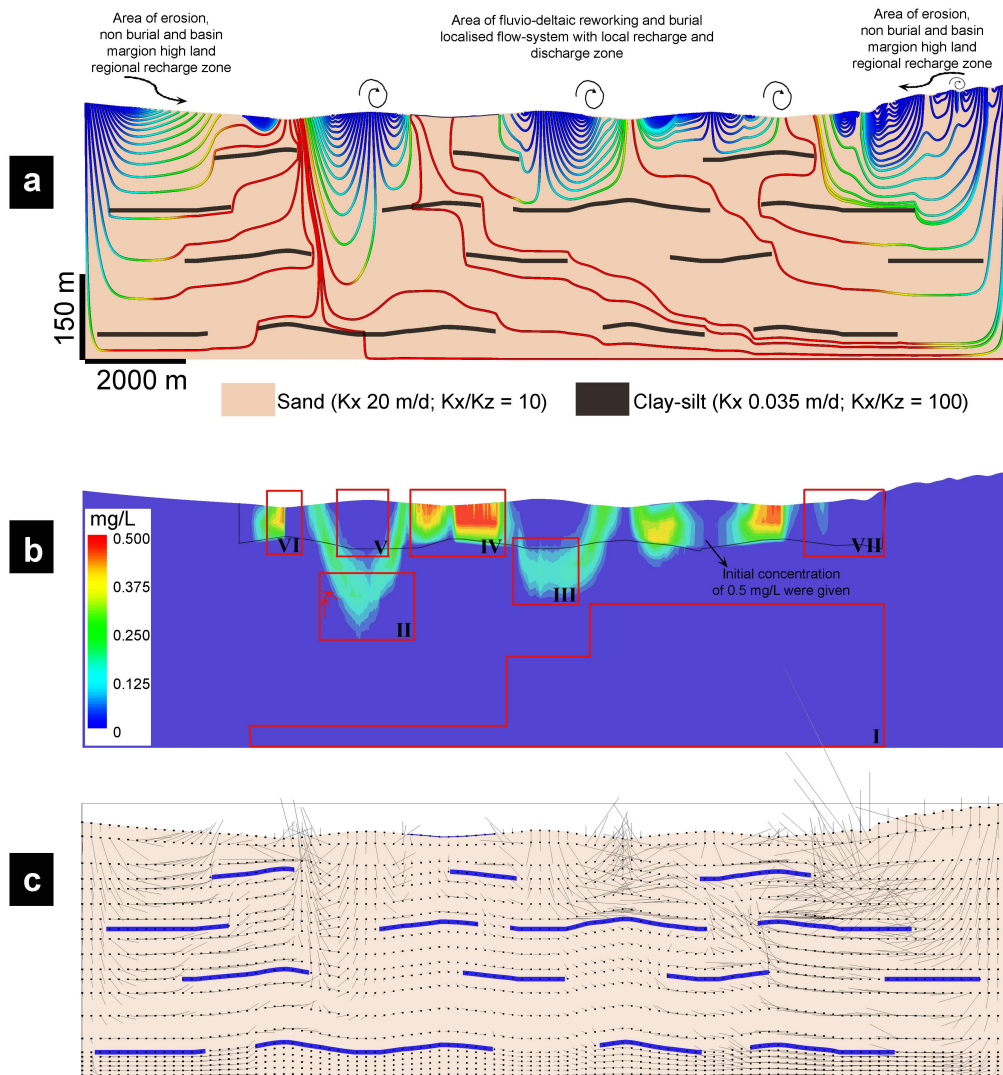 Area of erosion,
non burial and basin
margion high land
regional recharge zone
Area of fluvio-deltaic reworking and burial
localised flow-system with local recharge and
discharge zone
Area of erosion,
non burial and basin
margion high land
regional recharge zone
a
150 m
2000 m
Sand (Kx 20 m/d; Kx/Kz = 10)
Clay-silt (Kx 0.035 m/d; Kx/Kz = 100)
b
mg/L
0.500
0.375
0.250
0.125
0
VI
V
IV
VII
III
II
I
Initial concentration
of 0.5 mg/L were given
c